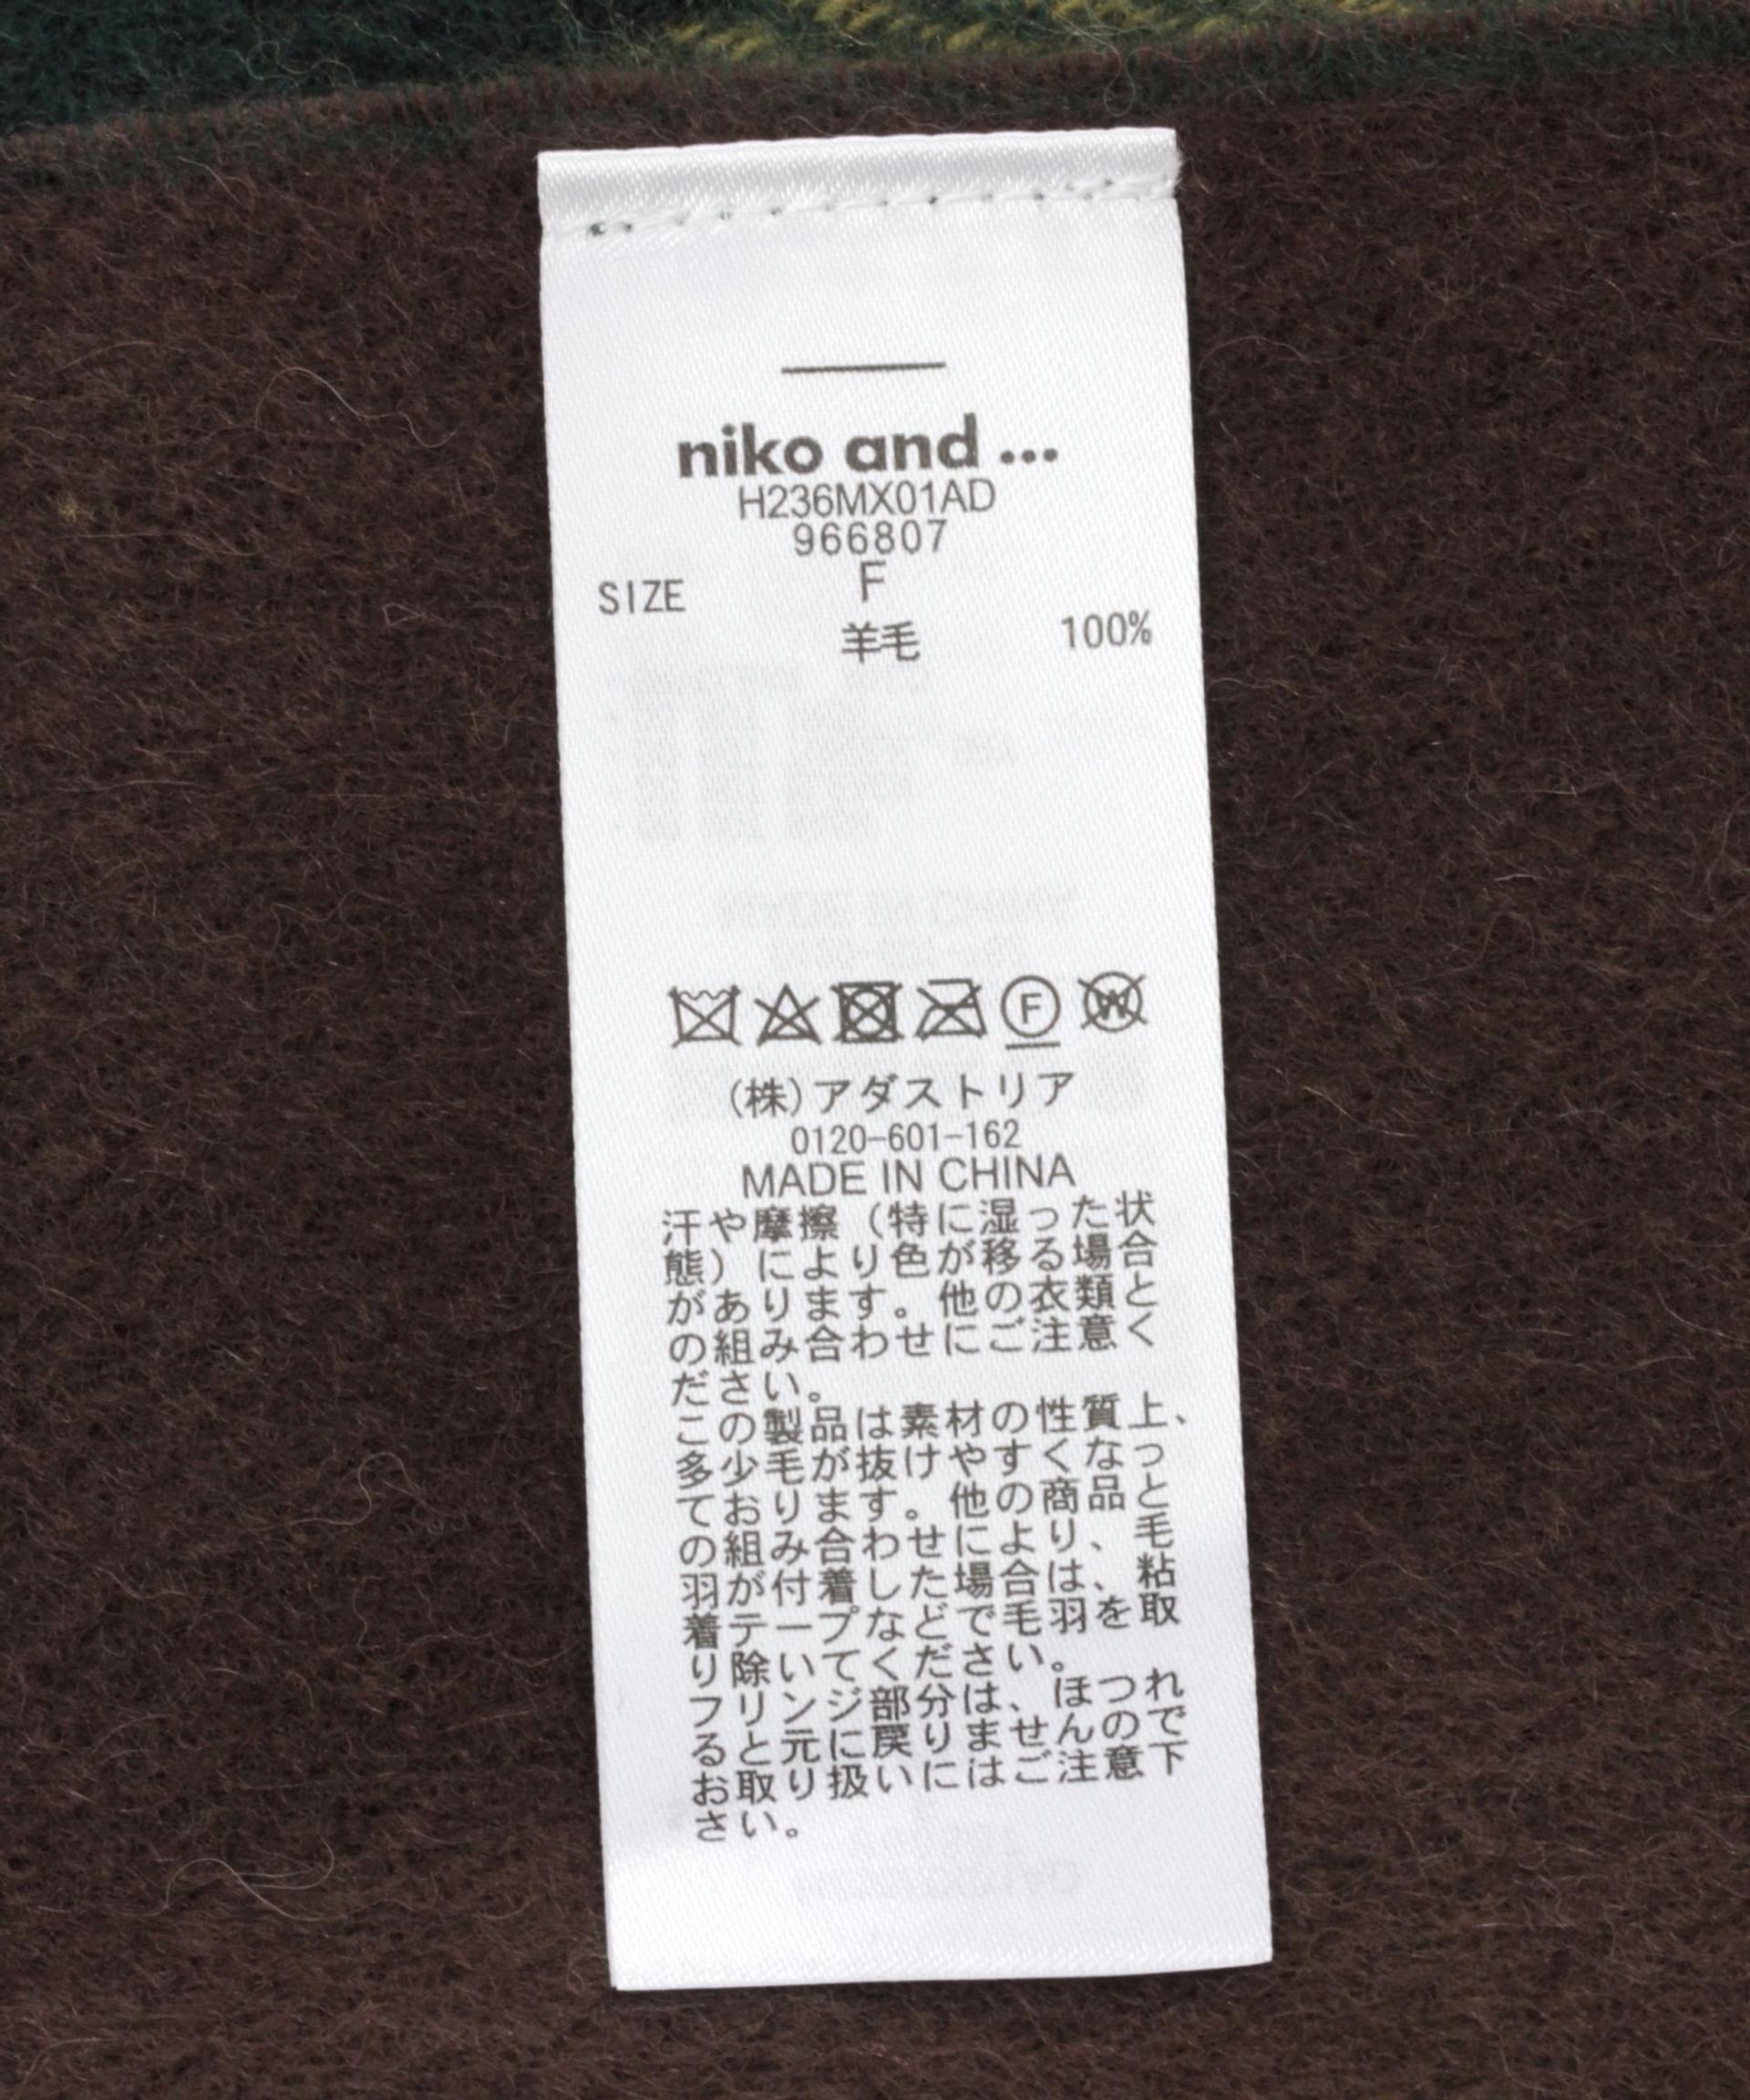 niko and ...
H236MX01AD
966807
SIZE F
羊毛 100%
F W
(株)アダストリア
0120-601-162
MADE IN CHINA
汗や摩擦（特に湿った状
態）により色が移る場合
があります。他の衣類と
の組み合わせにご注意く
ださい。
この製品は素材の性質上、
多少毛が抜けやすくなっ
ております。他の商品と
の組み合わせにより、毛
羽が付着した場合は、粘
着テープなどで毛羽を取
り除いてください。
フリンジ部分は、ほつれ
ると元に戻りませんので
お取り扱いにはご注意下
さい。